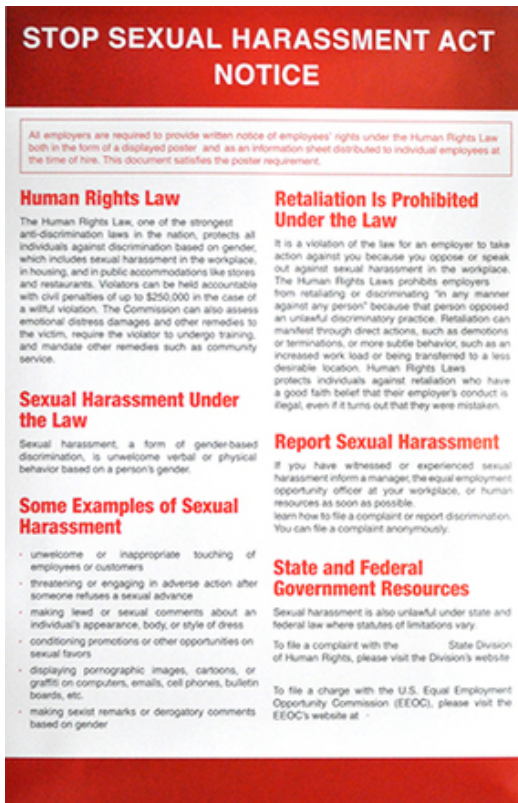 STOP SEXUAL HARASSMENT ACT
NOTICE
All employers are required to provide written notice of employees' rights under the Human Rights Law
both in the form of a displayed poster and as an information sheet distributed to individual employees at
the time of hire. This document satisfies the poster requirement.
Human Rights Law
The Human Rights Law, one of the strongest
anti-discrimination laws in the nation, protects all
individuals against discrimination based on gender,
which includes sexual harassment in the workplace,
in housing, and in public accommodations like stores
and restaurants. Violators can be held accountable
with civil penalties of up to $250,000 in the case of
a willful violation. The Commission can also assess
emotional distress damages and other remedies to
the victim, require the violator to undergo training,
and mandate other remedies such as community
service.
Sexual Harassment Under
the Law
Sexual harassment, a form of gender-based
discrimination, is unwelcome verbal or physical
behavior based on a person's gender.
Some Examples of Sexual
Harassment
- unwelcome or inappropriate touching of
employees or customers
- threatening or engaging in adverse action after
someone refuses a sexual advance
- making lewd or sexual comments about an
individual's appearance, body, or style of dress
- conditioning promotions or other opportunities on
sexual favors
- displaying pornographic images, cartoons, or
graffiti on computers, emails, cell phones, bulletin
boards, etc.
- making sexist remarks or derogatory comments
based on gender
Retaliation Is Prohibited
Under the Law
It is a violation of the law for an employer to take
action against you because you oppose or speak
out against sexual harassment in the workplace.
The Human Rights Laws prohibits employers
from retaliating or discriminating "in any manner
against any person" because that person opposed
an unlawful discriminatory practice. Retaliation can
manifest through direct actions, such as demotions
or terminations, or more subtle behavior, such as an
increased work load or being transferred to a less
desirable location. Human Rights Laws
protects individuals against retaliation who have
a good faith belief that their employer's conduct is
illegal, even if it turns out that they were mistaken.
Report Sexual Harassment
If you have witnessed or experienced sexual
harassment inform a manager, the equal employment
opportunity officer at your workplace, or human
resources as soon as possible.
learn how to file a complaint or report discrimination.
You can file a complaint anonymously.
State and Federal
Government Resources
Sexual harassment is also unlawful under state and
federal law where statutes of limitations vary.
To file a complaint with the State Division
of Human Rights, please visit the Division's website
To file a charge with the U.S. Equal Employment
Opportunity Commission (EEOC), please visit the
EEOC's website at -